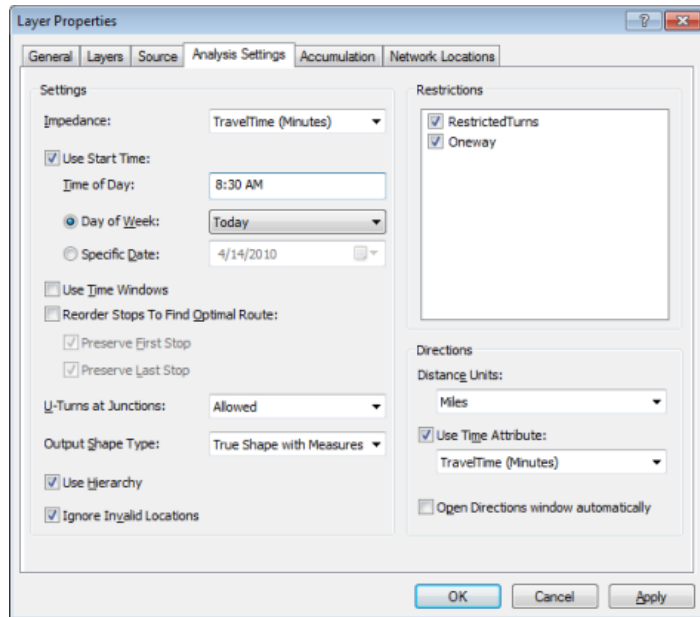 Layer Properties
General Layers Source Analysis Settings Accumulation Network Locations
Settings
Impedance: TravelTime (Minutes)
Use Start Time:
Time of Day: 8:30 AM
Day of Week: Today
Specific Date: 4/14/2010
Use Time Windows
Reorder Stops To Find Optimal Route:
Preserve First Stop
Preserve Last Stop
U-Turns at Junctions: Allowed
Output Shape Type: True Shape with Measures
Use Hierarchy
Ignore Invalid Locations
Restrictions
RestrictedTurns
Oneway
Directions
Distance Units:
Miles
Use Time Attribute:
TravelTime (Minutes)
Open Directions window automatically
OK Cancel Apply